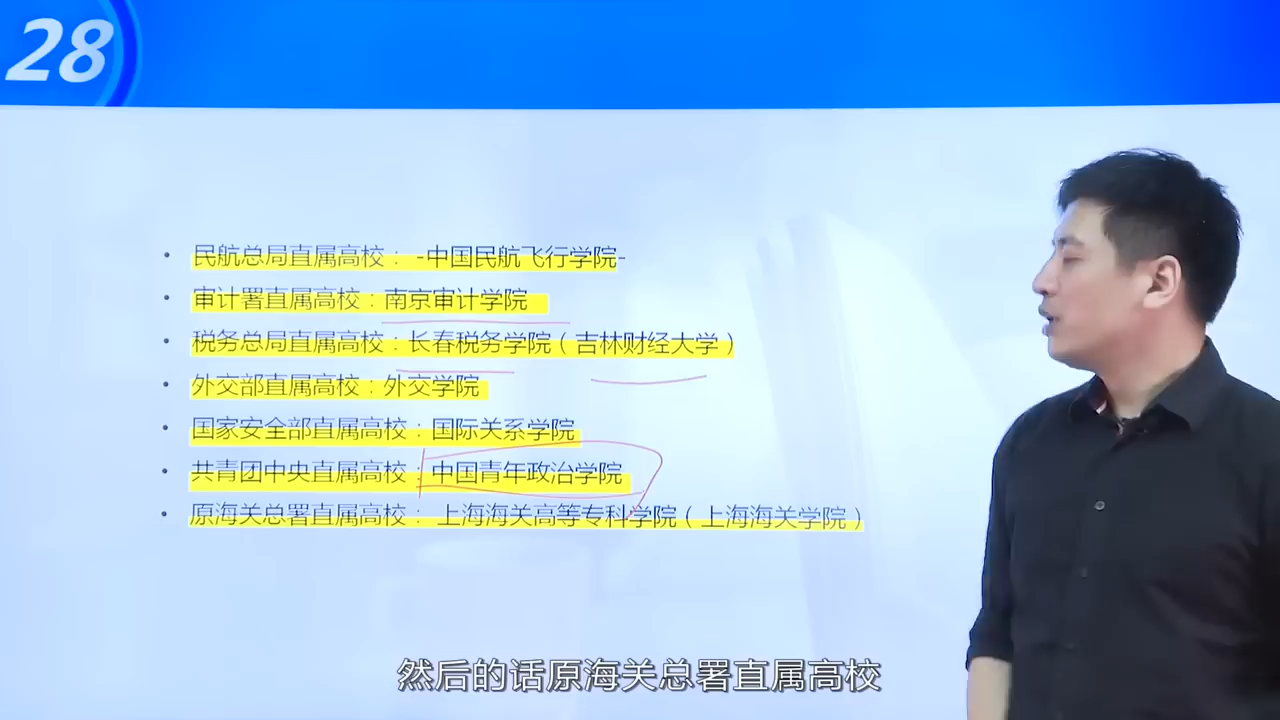 28
• 民航总局直属高校： -中国民航飞行学院-
• 审计署直属高校：南京审计学院
• 税务总局直属高校：长春税务学院（吉林财经大学）
• 外交部直属高校：外交学院
• 国家安全部直属高校：国际关系学院
• 共青团中央直属高校：中国青年政治学院
• 原海关总署直属高校： 上海海关高等专科学院（上海海关学院）
然后的话原海关总署直属高校